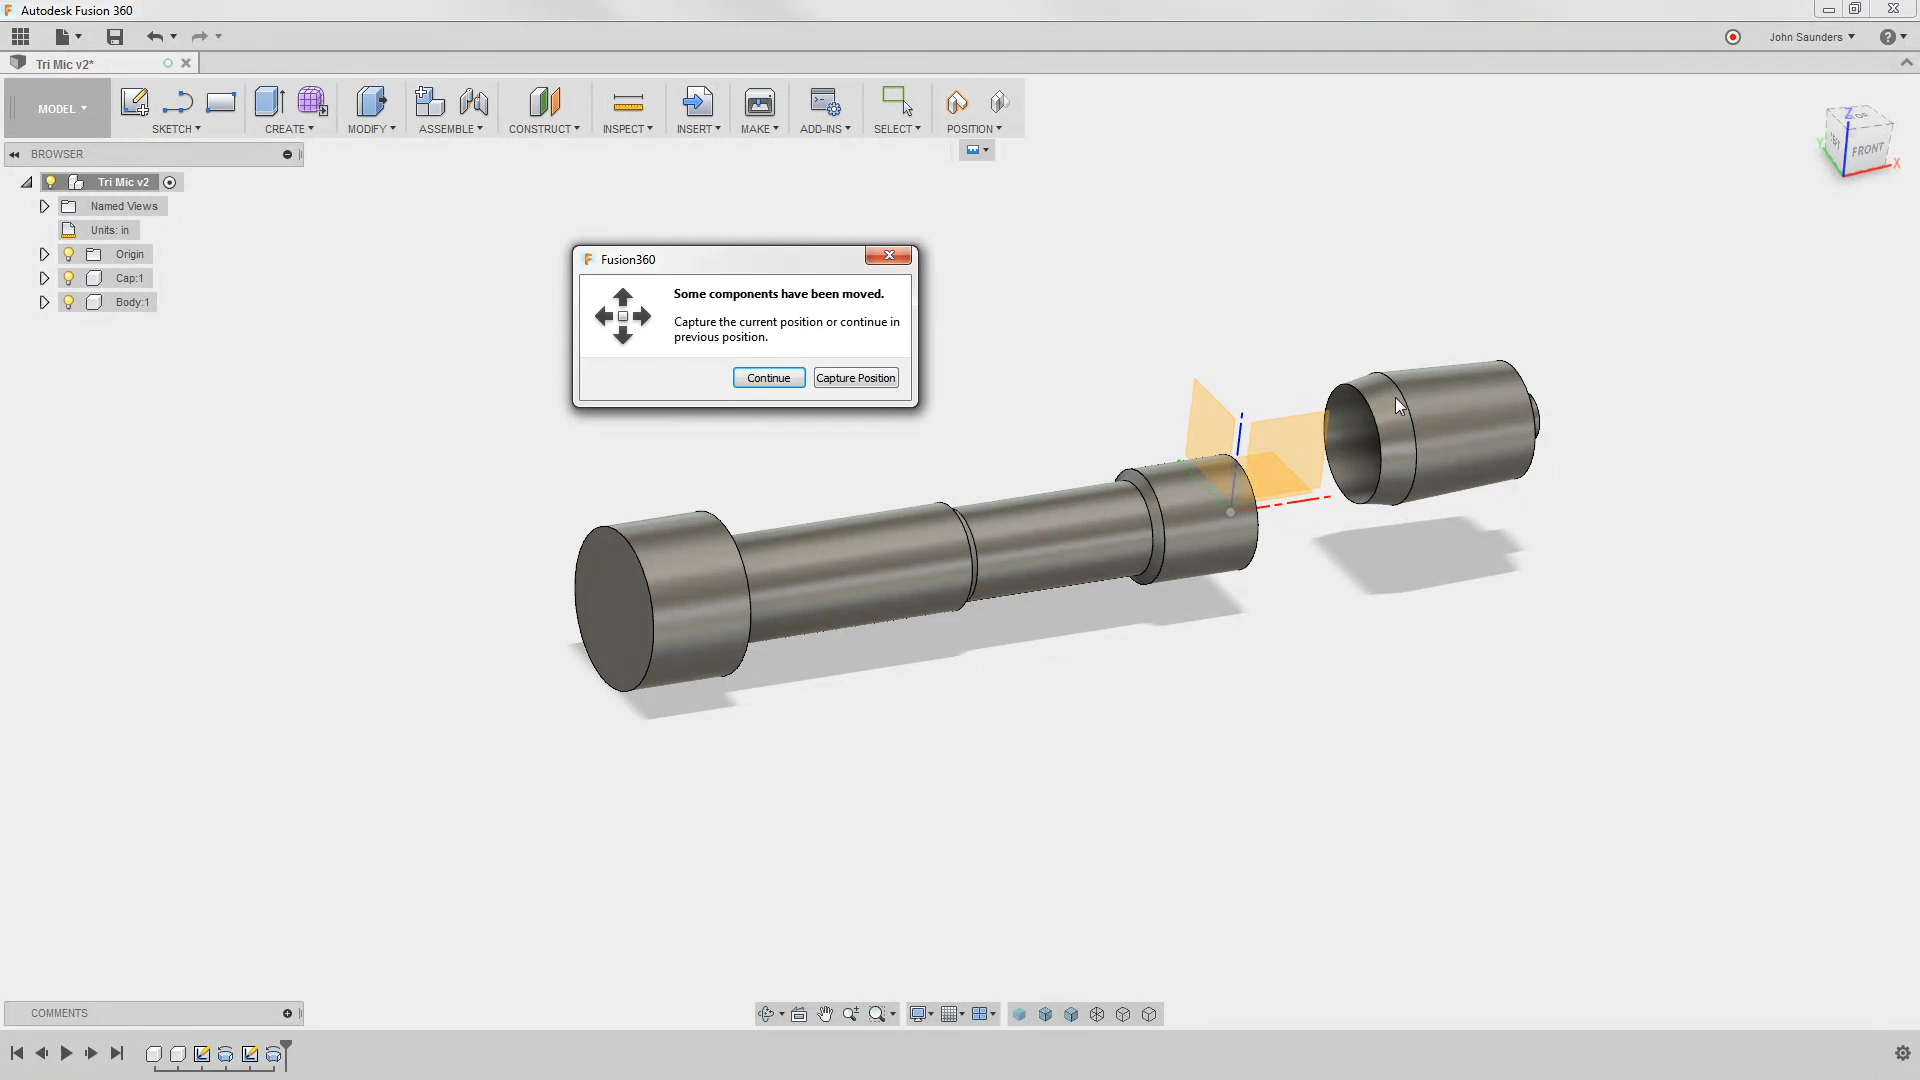 Autodesk Fusion 360
John Saunders
Tri Mic v2*
MODEL
SKETCH
CREATE
MODIFY
ASSEMBLE
CONSTRUCT
INSPECT
INSERT
MAKE
ADD-INS
SELECT
POSITION
BROWSER
Tri Mic v2
Named Views
Units: in
Origin
Cap:1
Body:1
Fusion360
Some components have been moved.
Capture the current position or continue in
previous position.
Continue
Capture Position
TOP
FRONT
Z
Y
X
COMMENTS